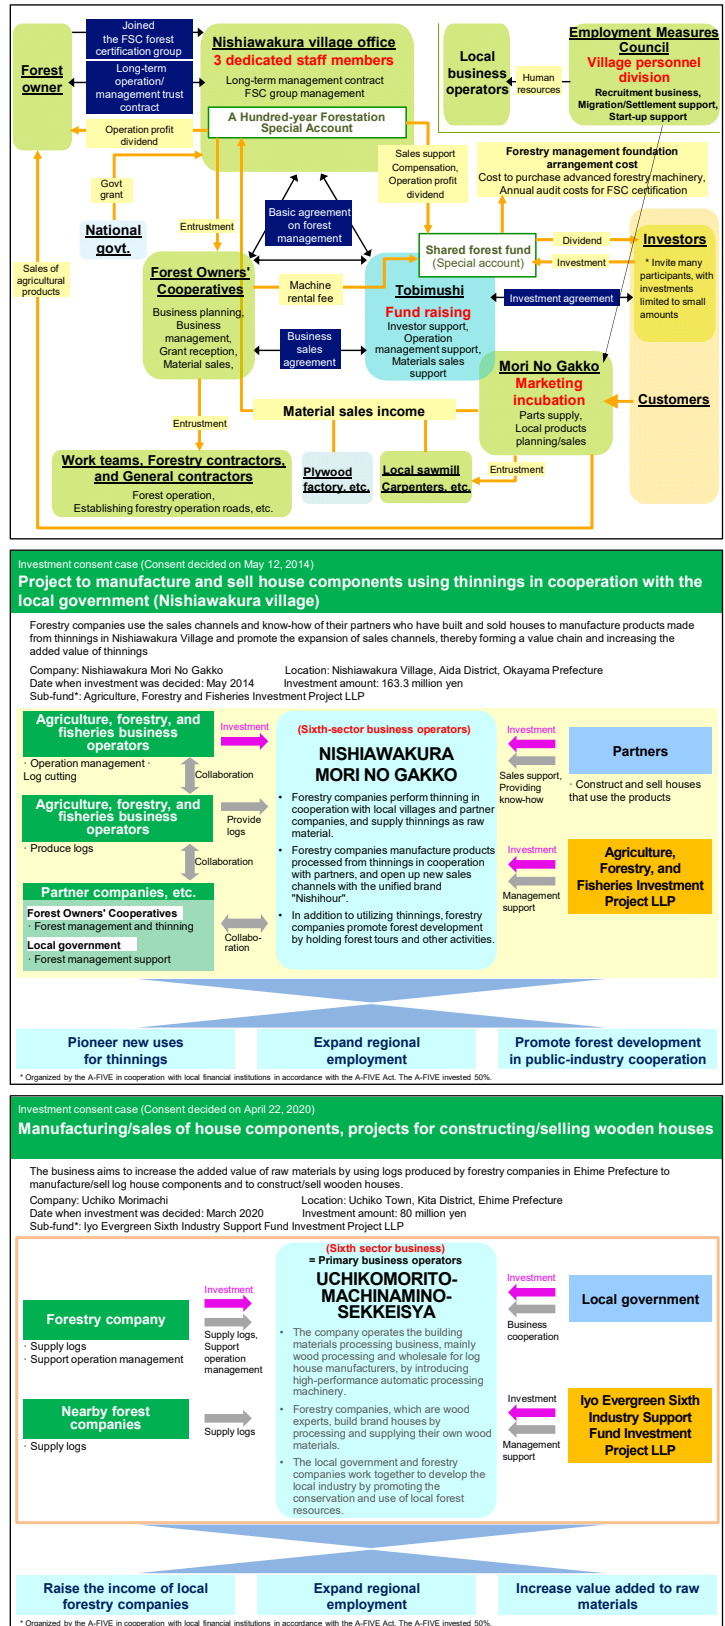 Joined
the FSC forest
certification group
Forest
owner
Long-term
operation/
management trust
contract
Nishiawakura village office
3 dedicated staff members
Long-term management contract
FSC group management
A Hundred-year Forestation
Special Account
Local
business
operators
Human
resources
Employment Measures
Council
Village personnel
division
Recruitment business,
Migration/Settlement support,
Start-up support
Operation profit
dividend
Govt
grant
National
govt.
Entrustment
Sales support
Compensation,
Operation profit
dividend
Forestry management foundation
arrangement cost
Cost to purchase advanced forestry machinery,
Annual audit costs for FSC certification
Basic agreement
on forest
management
Shared forest fund
(Special account)
Dividend
Investment
Investors
* Invite many
participants, with
investments
limited to small
amounts
Sales of
agricultural
products
Forest Owners'
Cooperatives
Business planning,
Business
management,
Grant reception,
Material sales,
Machine
rental fee
Tobimushi
Fund raising
Investor support,
Operation
management support,
Materials sales
support
Investment agreement
Business
sales
agreement
Mori No Gakko
Marketing
incubation
Parts supply,
Local products
planning/sales
Customers
Material sales income
Entrustment
Work teams, Forestry contractors,
and General contractors
Forest operation,
Establishing forestry operation roads, etc.
Plywood
factory, etc.
Local sawmill
Carpenters, etc.
Entrustment
Investment consent case (Consent decided on May 12, 2014)
Project to manufacture and sell house components using thinnings in cooperation with the
local government (Nishiawakura village)
Forestry companies use the sales channels and know-how of their partners who have built and sold houses to manufacture products made
from thinnings in Nishiawakura Village and promote the expansion of sales channels, thereby forming a value chain and increasing the
added value of thinnings
Company: Nishiawakura Mori No Gakko Location: Nishiawakura Village, Aida District, Okayama Prefecture
Date when investment was decided: May 2014 Investment amount: 163.3 million yen
Sub-fund*: Agriculture, Forestry and Fisheries Investment Project LLP
Agriculture, forestry, and
fisheries business
operators
· Operation management ·
Log cutting
Collaboration
Investment
Agriculture, forestry, and
fisheries business
operators
· Produce logs
Provide
logs
Collaboration
Partner companies, etc.
Forest Owners' Cooperatives
· Forest management and thinning
Local government
· Forest management support
Collabo-
ration
(Sixth-sector business operators)
NISHIAWAKURA
MORI NO GAKKO
• Forestry companies perform thinning in
cooperation with local villages and partner
companies, and supply thinnings as raw
material.
• Forestry companies manufacture products
processed from thinnings in cooperation
with partners, and open up new sales
channels with the unified brand
"Nishihour".
• In addition to utilizing thinnings, forestry
companies promote forest development
by holding forest tours and other activities.
Investment
Sales support,
Providing
know-how
Partners
· Construct and sell houses
that use the products
Investment
Management
support
Agriculture,
Forestry, and
Fisheries Investment
Project LLP
Pioneer new uses
for thinnings
Expand regional
employment
Promote forest development
in public-industry cooperation
* Organized by the A-FIVE in cooperation with local financial institutions in accordance with the A-FIVE Act. The A-FIVE invested 50%.
Investment consent case (Consent decided on April 22, 2020)
Manufacturing/sales of house components, projects for constructing/selling wooden houses
The business aims to increase the added value of raw materials by using logs produced by forestry companies in Ehime Prefecture to
manufacture/sell log house components and to construct/sell wooden houses.
Company: Uchiko Morimachi Location: Uchiko Town, Kita District, Ehime Prefecture
Date when investment was decided: March 2020 Investment amount: 80 million yen
Sub-fund*: Iyo Evergreen Sixth Industry Support Fund Investment Project LLP
Forestry company
· Supply logs
· Support operation management
Investment
Supply logs,
Support
operation
management
Nearby forest
companies
· Supply logs
Supply logs
(Sixth sector business)
= Primary business operators
UCHIKOMORITO-
MACHINAMINO-
SEKKEISYA
• The company operates the building
materials processing business, mainly
wood processing and wholesale for log
house manufacturers, by introducing
high-performance automatic processing
machinery.
• Forestry companies, which are wood
experts, build brand houses by
processing and supplying their own wood
materials.
• The local government and forestry
companies work together to develop the
local industry by promoting the
conservation and use of local forest
resources.
Investment
Business
cooperation
Local government
Investment
Management
support
Iyo Evergreen Sixth
Industry Support
Fund Investment
Project LLP
Raise the income of local
forestry companies
Expand regional
employment
Increase value added to raw
materials
* Organized by the A-FIVE in cooperation with local financial institutions in accordance with the A-FIVE Act. The A-FIVE invested 50%.